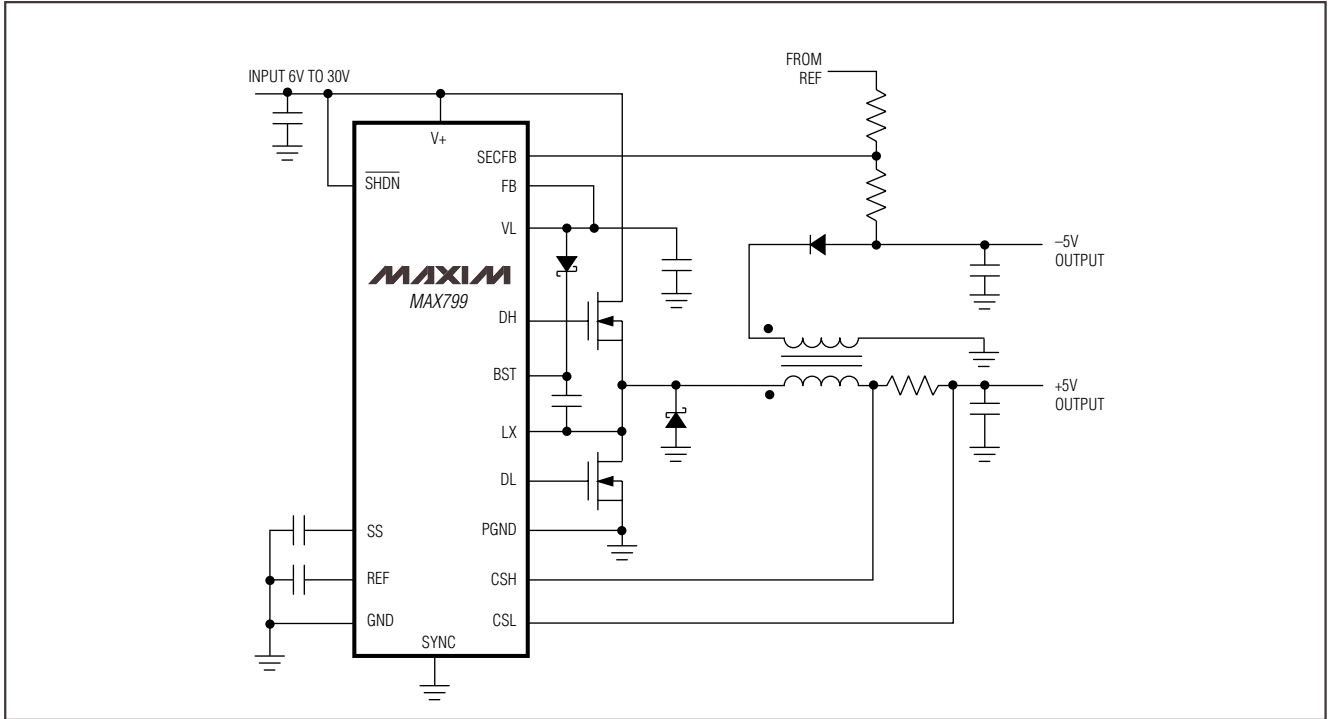 INPUT 6V TO 30V
FROM
REF
V+
SECFB
SHDN
FB
VL
–5V
OUTPUT
MAXIM
MAX799
DH
BST
+5V
OUTPUT
LX
DL
SS
PGND
REF
CSH
GND
CSL
SYNC